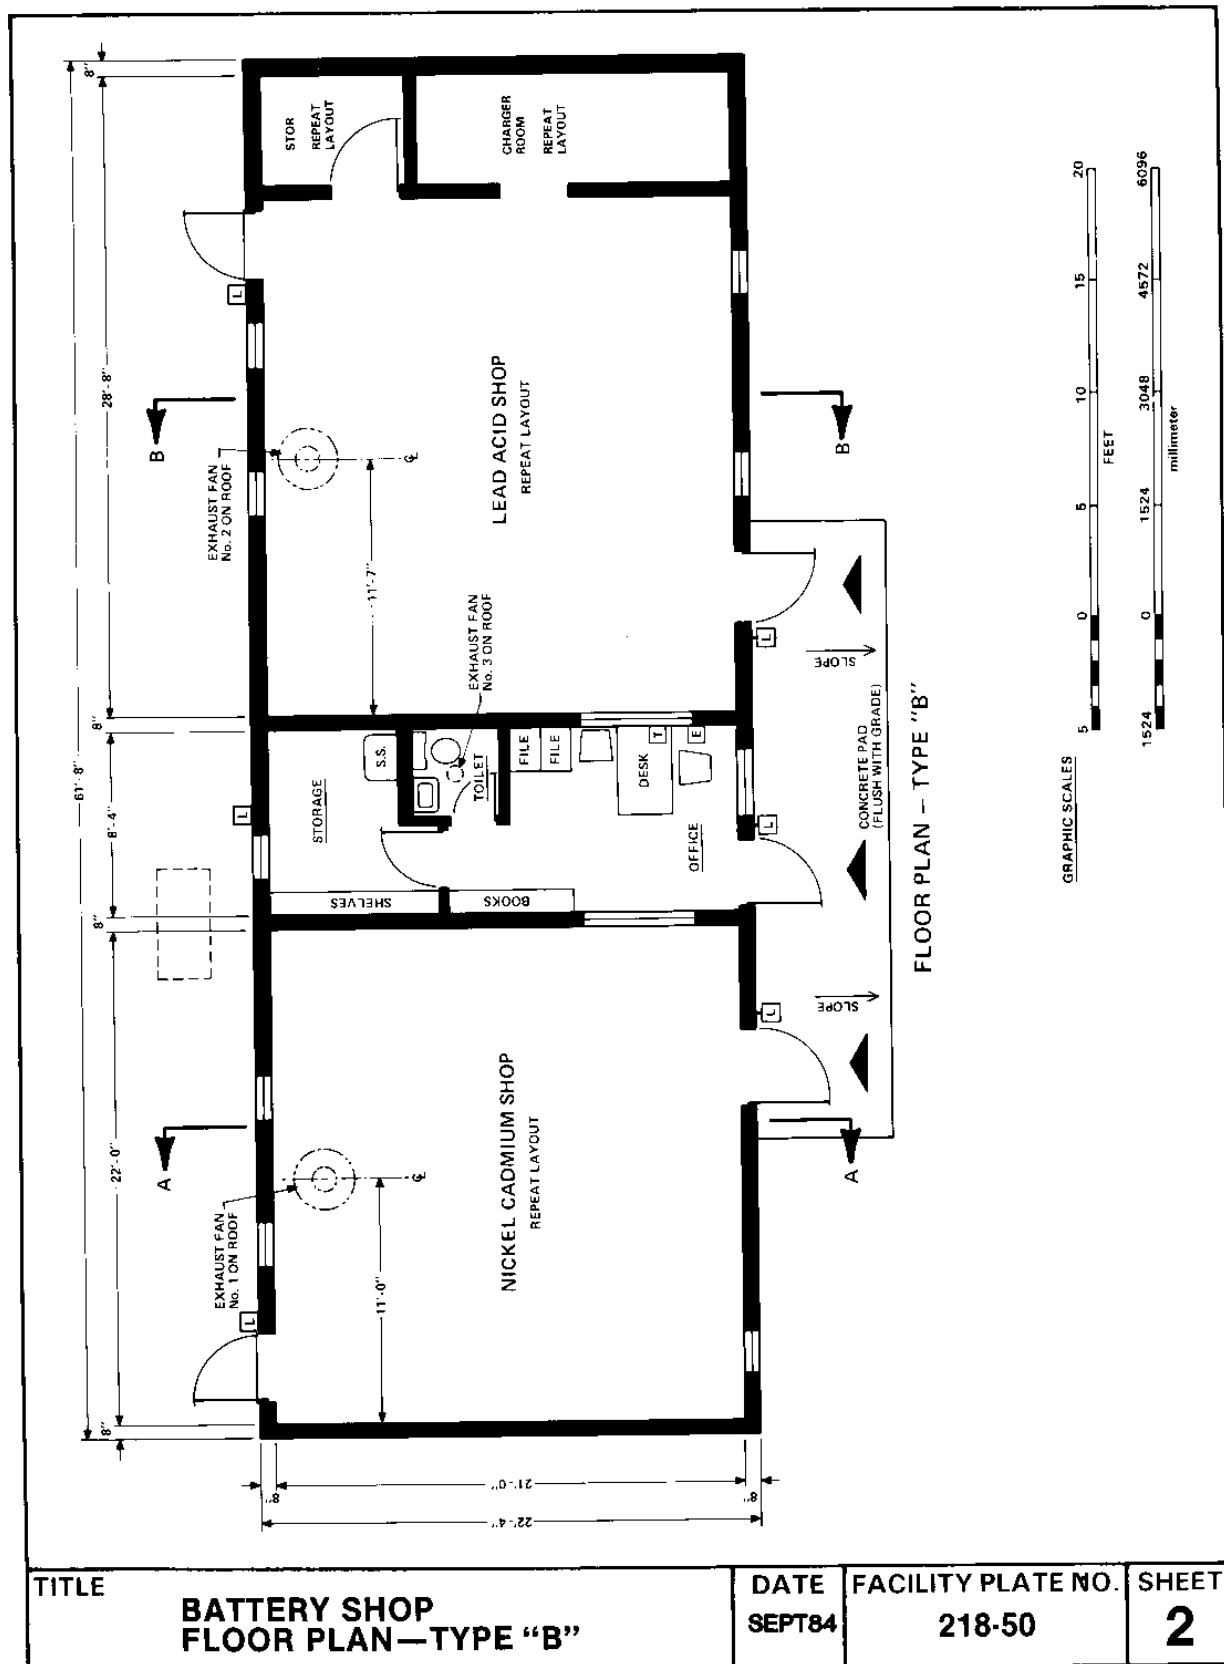 8"
28'-8"
8"
61'-8"
8'-4"
8"
22'-0"
8"
STOR
REPEAT
LAYOUT
CHARGER
ROOM
REPEAT
LAYOUT
L
B
EXHAUST FAN
No. 2 ON ROOF
℄
11'-7"
LEAD ACID SHOP
REPEAT LAYOUT
B
EXHAUST FAN
No. 3 ON ROOF
L
SLOPE
L
STORAGE
S.S.
TOILET
FILE
FILE
DESK
T
E
OFFICE
L
SHELVES
BOOKS
CONCRETE PAD
(FLUSH WITH GRADE)
SLOPE
L
A
EXHAUST FAN
No. 1 ON ROOF
℄
11'-0"
NICKEL CADMIUM SHOP
REPEAT LAYOUT
A
L
8"
21'-0"
8"
22'-4"
FLOOR PLAN – TYPE "B"
GRAPHIC SCALES
5 0 5 10 15 20
FEET
1524 0 1524 3048 4572 6096
millimeter
TITLE
BATTERY SHOP
FLOOR PLAN—TYPE "B"
DATE
SEPT84
FACILITY PLATE NO.
218-50
SHEET
2